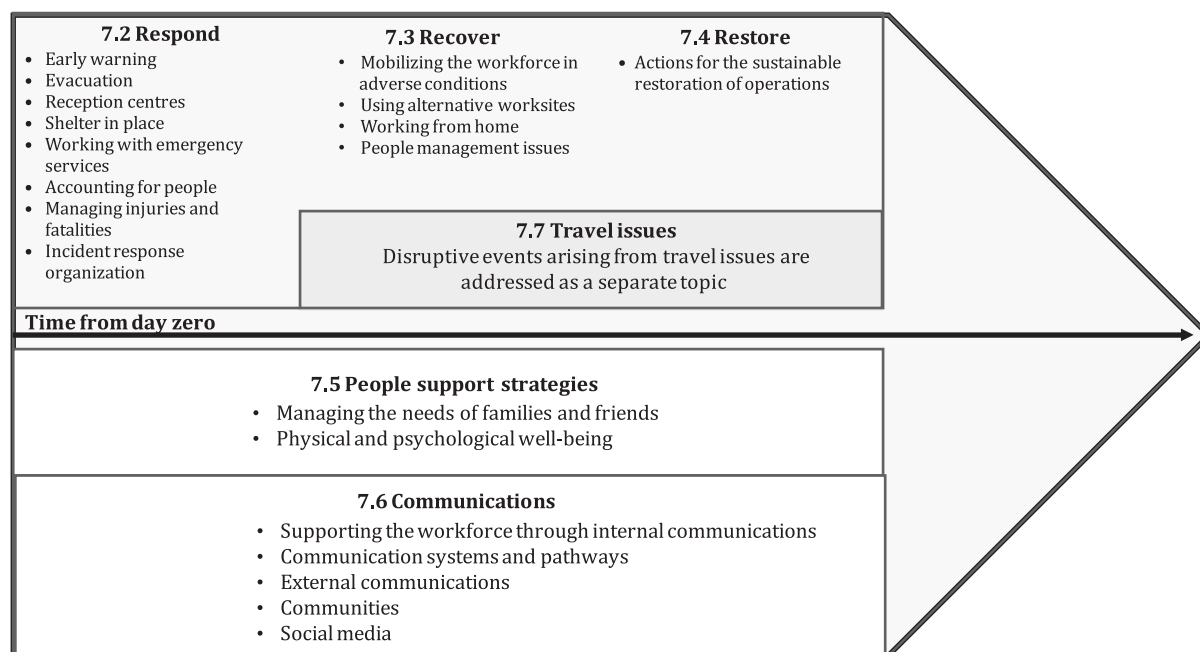 7.2 Respond
• Early warning
• Evacuation
• Reception centres
• Shelter in place
• Working with emergency
services
• Accounting for people
• Managing injuries and
fatalities
• Incident response
organization
7.3 Recover
• Mobilizing the workforce in
adverse conditions
• Using alternative worksites
• Working from home
• People management issues
7.4 Restore
• Actions for the sustainable
restoration of operations
7.7 Travel issues
Disruptive events arising from travel issues are
addressed as a separate topic
Time from day zero
7.5 People support strategies
• Managing the needs of families and friends
• Physical and psychological well-being
7.6 Communications
• Supporting the workforce through internal communications
• Communication systems and pathways
• External communications
• Communities
• Social media